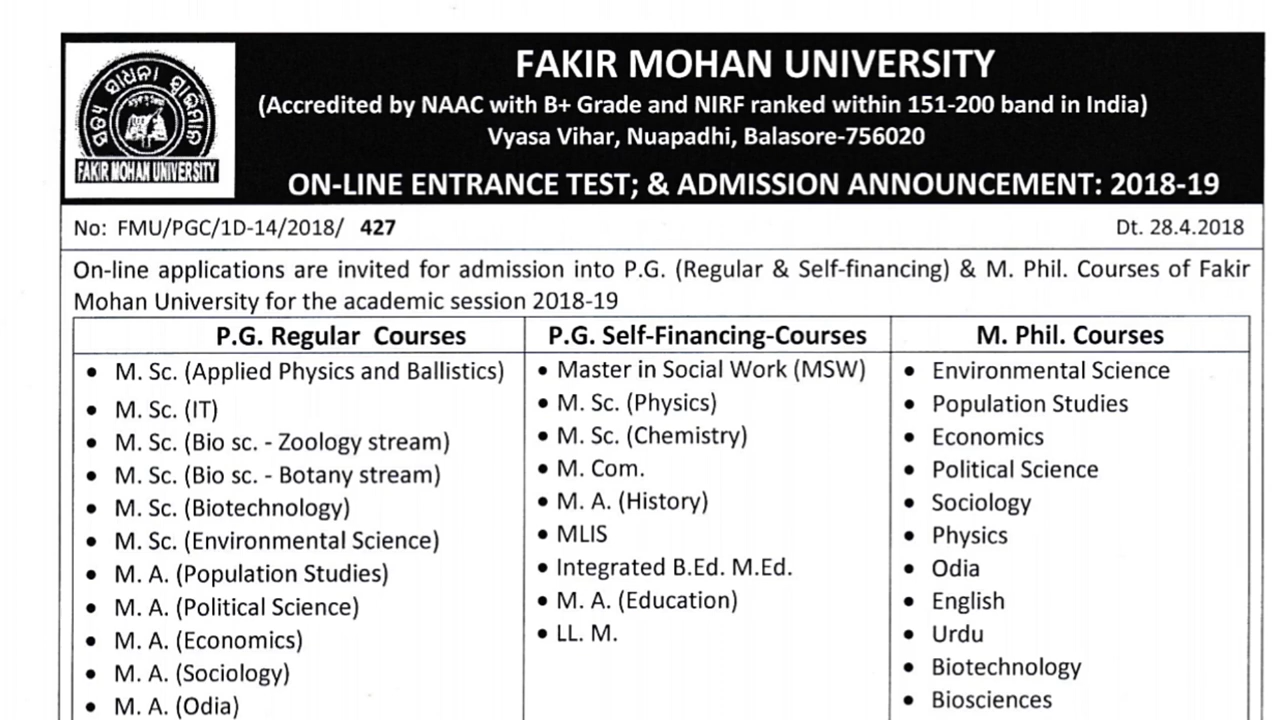 FAKIR MOHAN UNIVERSITY
(Accredited by NAAC with B+ Grade and NIRF ranked within 151-200 band in India)
Vyasa Vihar, Nuapadhi, Balasore-756020
FAKIR MOHAN UNIVERSITY
ON-LINE ENTRANCE TEST; & ADMISSION ANNOUNCEMENT: 2018-19
No: FMU/PGC/1D-14/2018/ 427
Dt. 28.4.2018
On-line applications are invited for admission into P.G. (Regular & Self-financing) & M. Phil. Courses of Fakir
Mohan University for the academic session 2018-19
P.G. Regular Courses
• M. Sc. (Applied Physics and Ballistics)
• M. Sc. (IT)
• M. Sc. (Bio sc. - Zoology stream)
• M. Sc. (Bio sc. - Botany stream)
• M. Sc. (Biotechnology)
• M. Sc. (Environmental Science)
• M. A. (Population Studies)
• M. A. (Political Science)
• M. A. (Economics)
• M. A. (Sociology)
• M. A. (Odia)
P.G. Self-Financing-Courses
• Master in Social Work (MSW)
• M. Sc. (Physics)
• M. Sc. (Chemistry)
• M. Com.
• M. A. (History)
• MLIS
• Integrated B.Ed. M.Ed.
• M. A. (Education)
• LL. M.
M. Phil. Courses
• Environmental Science
• Population Studies
• Economics
• Political Science
• Sociology
• Physics
• Odia
• English
• Urdu
• Biotechnology
• Biosciences